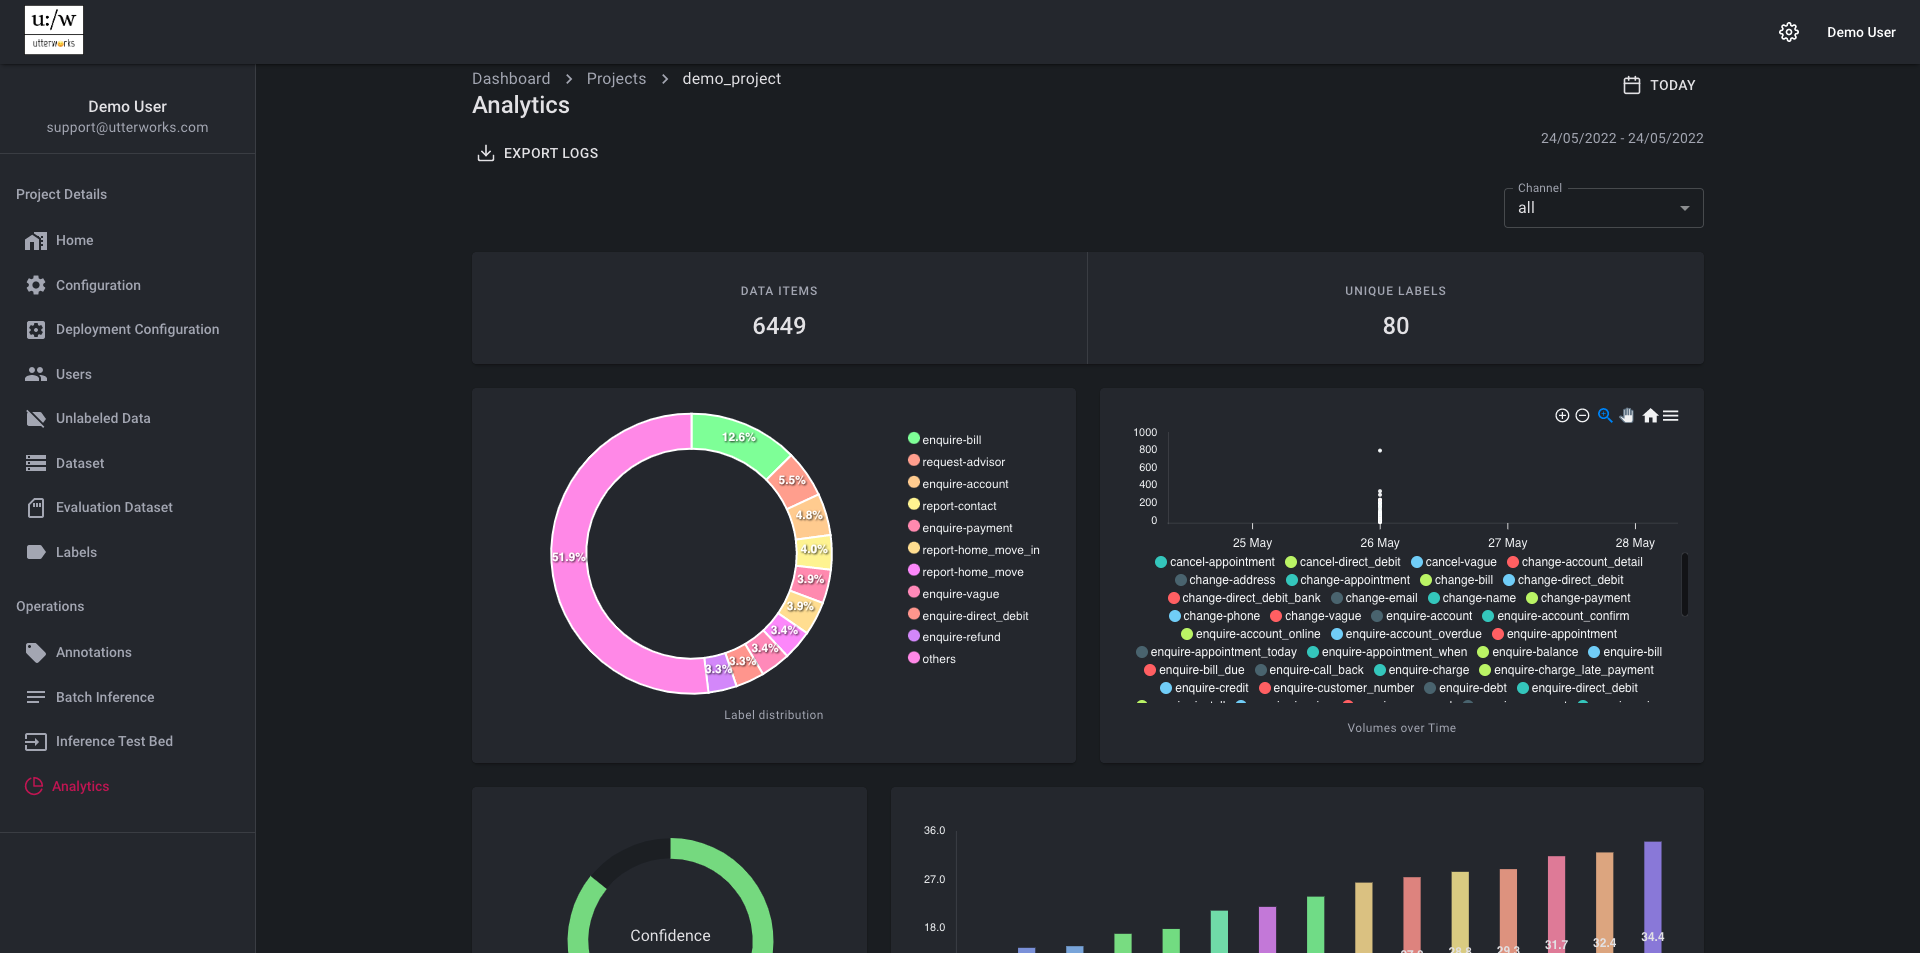 u:/w
utterworks
Demo User
Demo User
support@utterworks.com
Project Details
Home
Configuration
Deployment Configuration
Users
Unlabeled Data
Dataset
Evaluation Dataset
Labels
Operations
Annotations
Batch Inference
Inference Test Bed
Analytics
Dashboard > Projects > demo_project
Analytics
TODAY
24/05/2022 - 24/05/2022
EXPORT LOGS
Channel
all
DATA ITEMS
6449
UNIQUE LABELS
80
12.6%
5.5%
4.8%
4.0%
3.9%
3.9%
3.4%
3.4%
3.3%
3.3%
51.9%
enquire-bill
request-advisor
enquire-account
report-contact
enquire-payment
report-home_move_in
report-home_move
enquire-vague
enquire-direct_debit
enquire-refund
others
Label distribution
1000
800
600
400
200
0
25 May 26 May 27 May 28 May
cancel-appointment cancel-direct_debit cancel-vague change-account_detail
change-address change-appointment change-bill change-direct_debit
change-direct_debit_bank change-email change-name change-payment
change-phone change-vague enquire-account enquire-account_confirm
enquire-account_online enquire-account_overdue enquire-appointment
enquire-appointment_today enquire-appointment_when enquire-balance enquire-bill
enquire-bill_due enquire-call_back enquire-charge enquire-charge_late_payment
enquire-credit enquire-customer_number enquire-debt enquire-direct_debit
Volumes over Time
Confidence
36.0
27.0
18.0
29.3 31.7 32.4 34.4